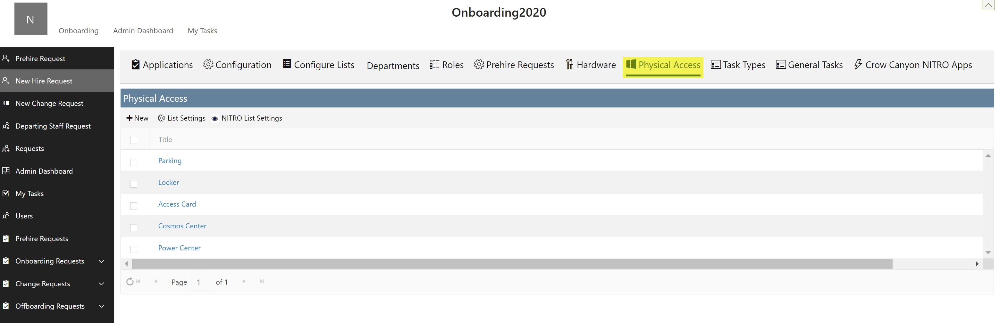 Onboarding2020
N
Onboarding Admin Dashboard My Tasks
Prehire Request
New Hire Request
New Change Request
Departing Staff Request
Requests
Admin Dashboard
My Tasks
Users
Prehire Requests
Onboarding Requests
Change Requests
Offboarding Requests
Applications Configuration Configure Lists Departments Roles Prehire Requests Hardware Physical Access Task Types General Tasks Crow Canyon NITRO Apps
Physical Access
New List Settings NITRO List Settings
Title
Parking
Locker
Access Card
Cosmos Center
Power Center
Page 1 of 1